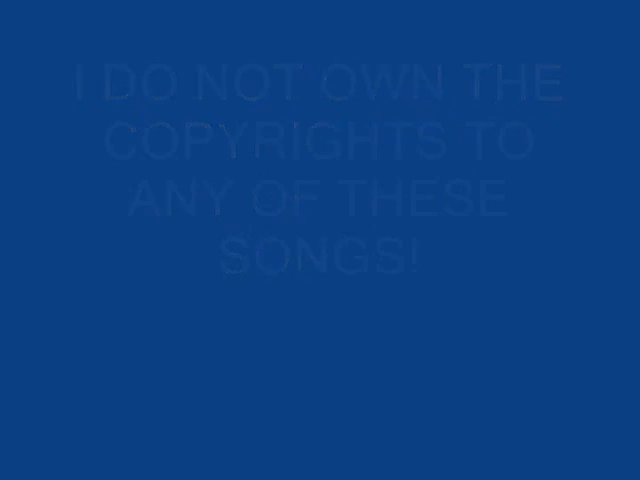 I DO NOT OWN THE
COPYRIGHTS TO
ANY OF THESE
SONGS!